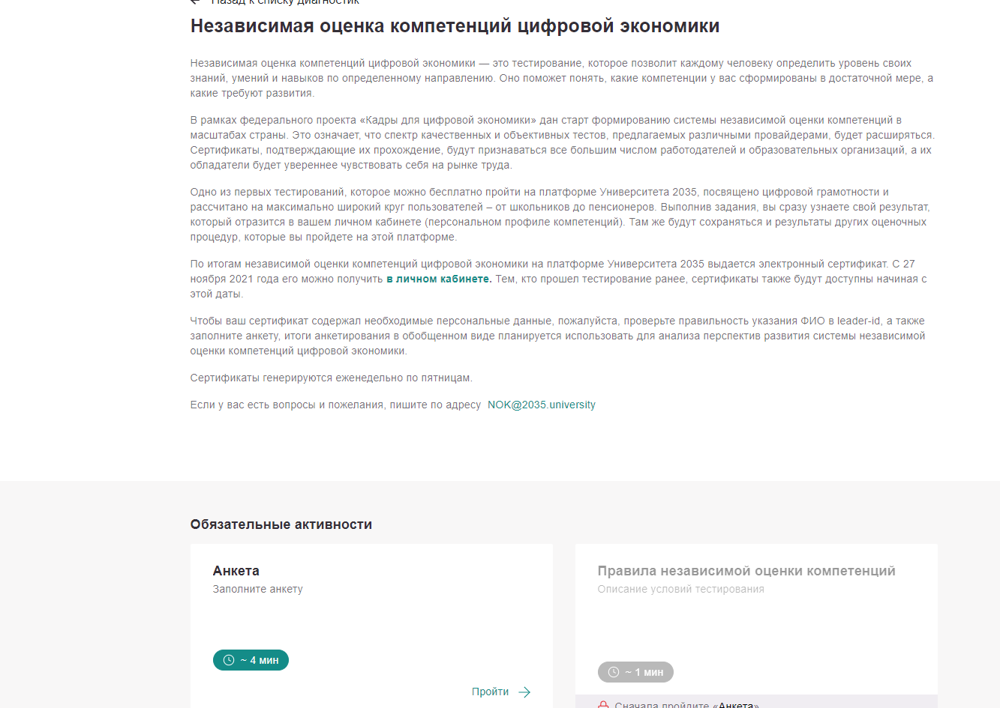 Назад к списку диагностик
Независимая оценка компетенций цифровой экономики
Независимая оценка компетенций цифровой экономики — это тестирование, которое позволит каждому человеку определить уровень своих
знаний, умений и навыков по определенному направлению. Оно поможет понять, какие компетенции у вас сформированы в достаточной мере, а
какие требуют развития.
В рамках федерального проекта «Кадры для цифровой экономики» дан старт формированию системы независимой оценки компетенций в
масштабах страны. Это означает, что спектр качественных и объективных тестов, предлагаемых различными провайдерами, будет расширяться.
Сертификаты, подтверждающие их прохождение, будут признаваться все большим числом работодателей и образовательных организаций, а их
обладатели будет увереннее чувствовать себя на рынке труда.
Одно из первых тестирований, которое можно бесплатно пройти на платформе Университета 2035, посвящено цифровой грамотности и
рассчитано на максимально широкий круг пользователей – от школьников до пенсионеров. Выполнив задания, вы сразу узнаете свой результат,
который отразится в вашем личном кабинете (персональном профиле компетенций). Там же будут сохраняться и результаты других оценочных
процедур, которые вы пройдете на этой платформе.
По итогам независимой оценки компетенций цифровой экономики на платформе Университета 2035 выдается электронный сертификат. С 27
ноября 2021 года его можно получить в личном кабинете. Тем, кто прошел тестирование ранее, сертификаты также будут доступны начиная с
этой даты.
Чтобы ваш сертификат содержал необходимые персональные данные, пожалуйста, проверьте правильность указания ФИО в leader-id, а также
заполните анкету, итоги анкетирования в обобщенном виде планируется использовать для анализа перспектив развития системы независимой
оценки компетенций цифровой экономики.
Сертификаты генерируются еженедельно по пятницам.
Если у вас есть вопросы и пожелания, пишите по адресу NOK@2035.university
Обязательные активности
Анкета
Заполните анкету
~ 4 мин
Пройти
Правила независимой оценки компетенций
Описание условий тестирования
~ 1 мин
Сначала пройдите «Анкета»